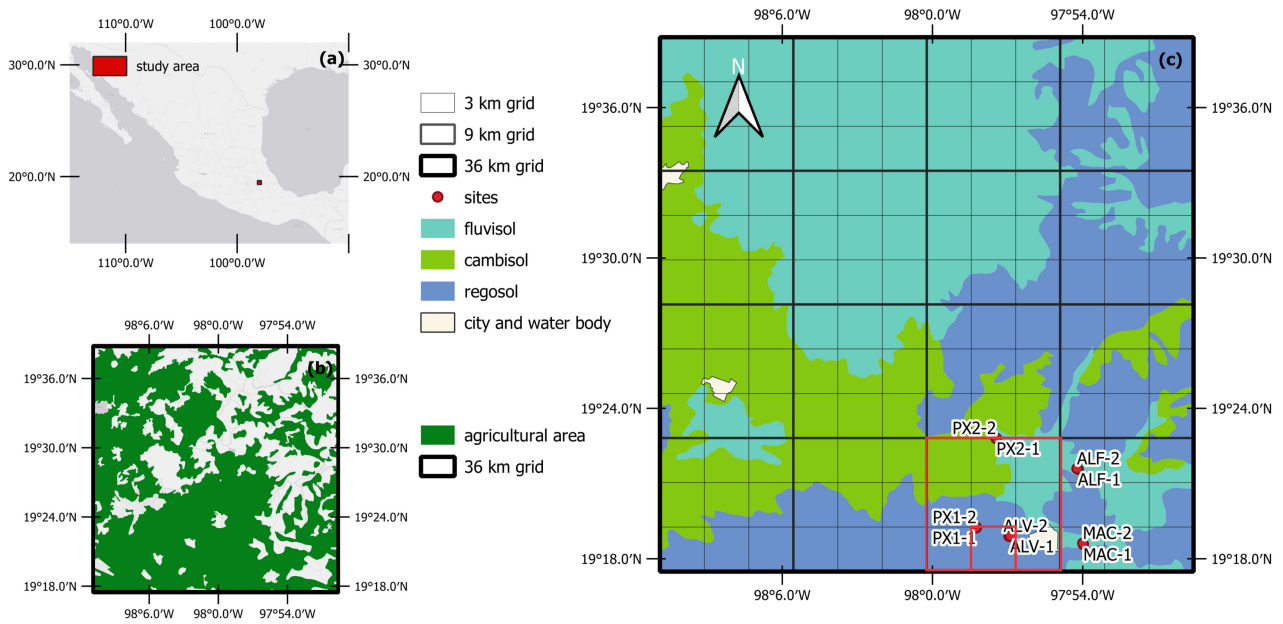 110°0.0'W 100°0.0'W
(a)
30°0.0'N 30°0.0'N
study area
20°0.0'N 20°0.0'N
110°0.0'W 100°0.0'W
3 km grid
9 km grid
36 km grid
sites
fluvisol
cambisol
regosol
city and water body
98°6.0'W 98°0.0'W 97°54.0'W
(b)
19°36.0'N 19°36.0'N
19°30.0'N 19°30.0'N
19°24.0'N 19°24.0'N
19°18.0'N 19°18.0'N
98°6.0'W 98°0.0'W 97°54.0'W
agricultural area
36 km grid
98°6.0'W 98°0.0'W 97°54.0'W
(c)
N
19°36.0'N 19°36.0'N
19°30.0'N 19°30.0'N
19°24.0'N 19°24.0'N
PX2-2
PX2-1
ALF-2
ALF-1
PX1-2 ALV-2
PX1-1 ALV-1
MAC-2
MAC-1
19°18.0'N 19°18.0'N
98°6.0'W 98°0.0'W 97°54.0'W